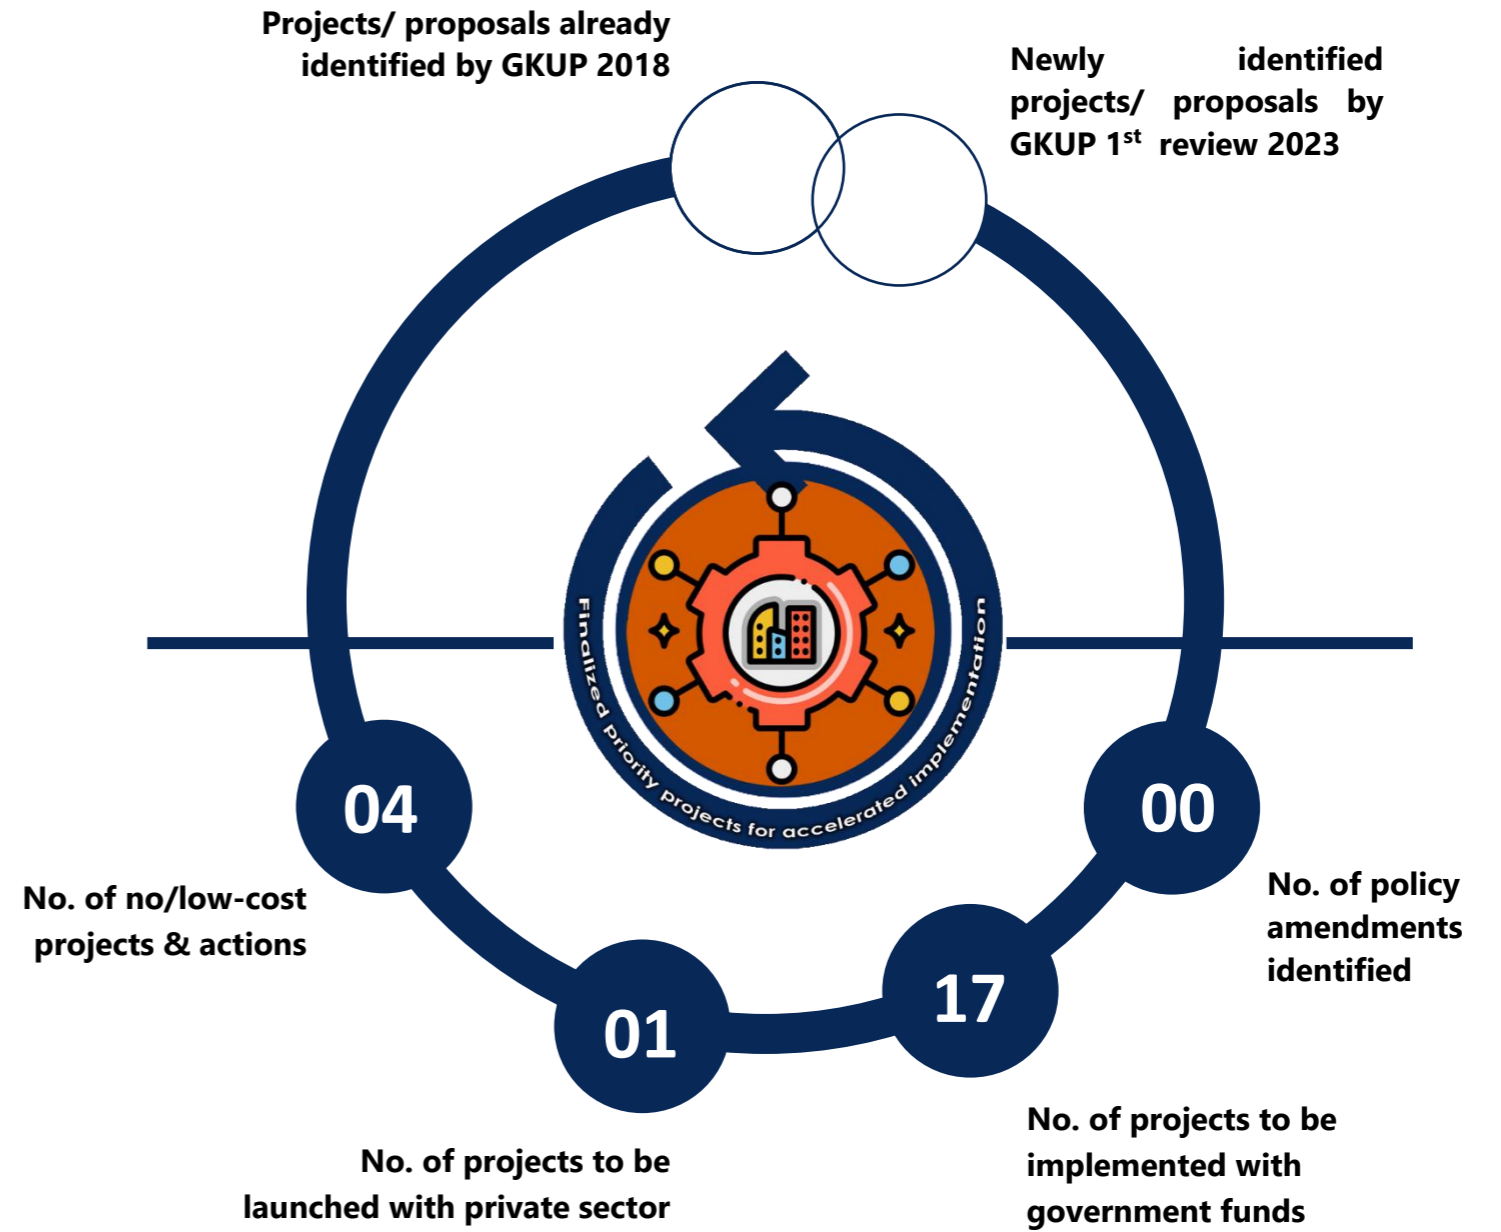 Projects/ proposals already
identified by GKUP 2018
Newly identified
projects/ proposals by
GKUP 1st review 2023
Finalized priority projects for accelerated implementation
04
No. of no/low-cost
projects & actions
01
No. of projects to be
launched with private sector
17
No. of projects to be
implemented with
government funds
00
No. of policy
amendments
identified